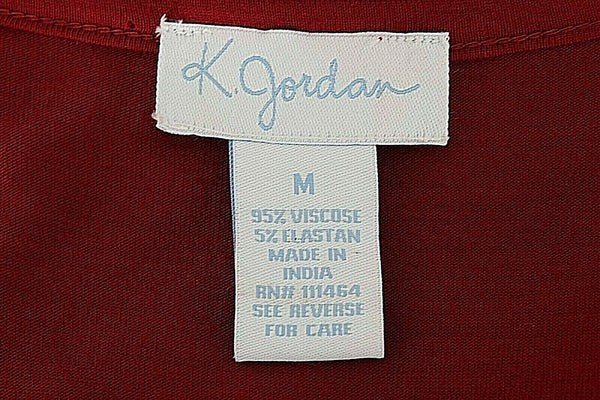 K. Jordan
M
95% VISCOSE
5% ELASTAN
MADE IN
INDIA
RN# 111464
SEE REVERSE
FOR CARE